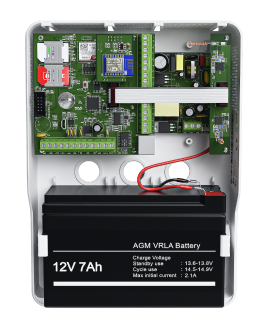 AGM VRLA Battery
12V 7Ah
Charge Voltage
Standby use : 13.6-13.8V
Cycle use : 14.5-14.9V
Max initial current : 2.1A